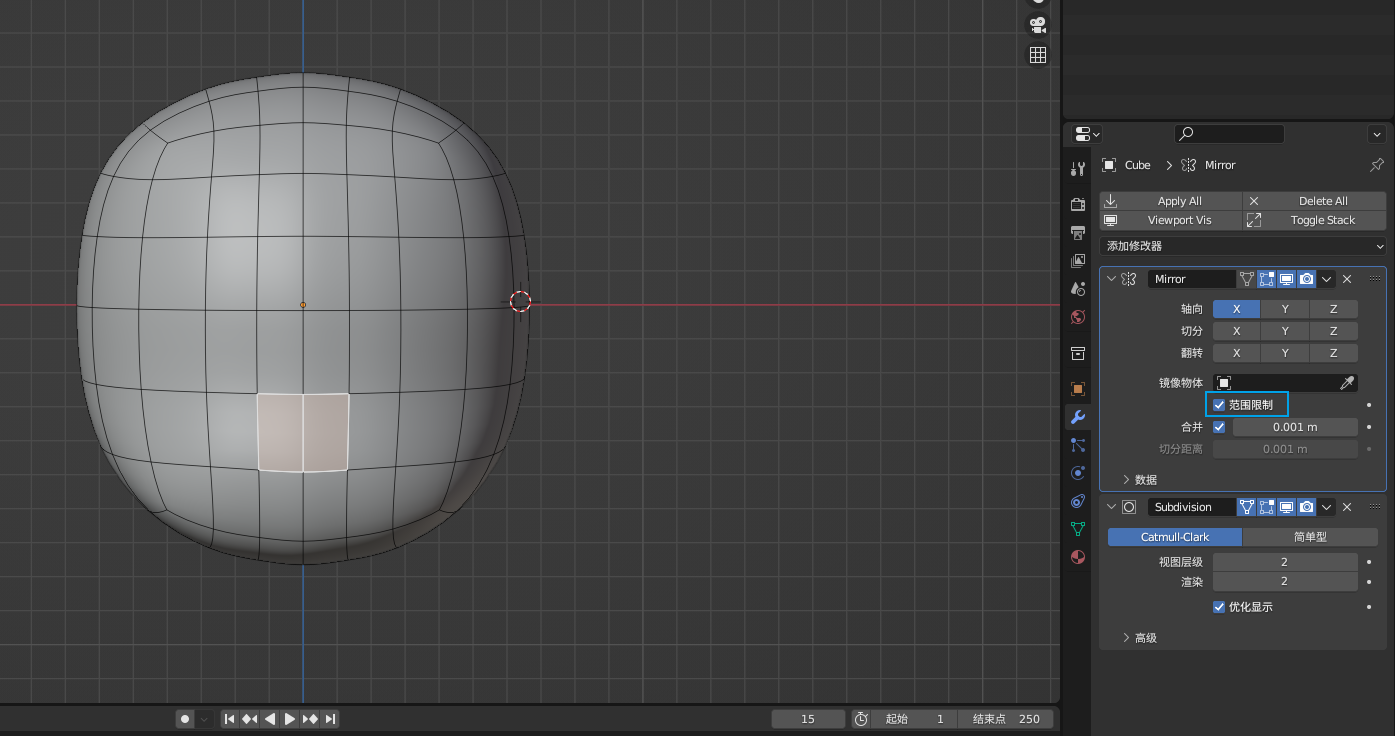 Cube > Mirror
Apply All
Delete All
Viewport Vis
Toggle Stack
添加修改器
Mirror
轴向 X Y Z
切分 X Y Z
翻转 X Y Z
镜像物体
范围限制
合并 0.001 m
切分距离 0.001 m
数据
Subdivision
Catmull-Clark 简单型
视图层级 2
渲染 2
优化显示
高级
15 起始 1 结束点 250